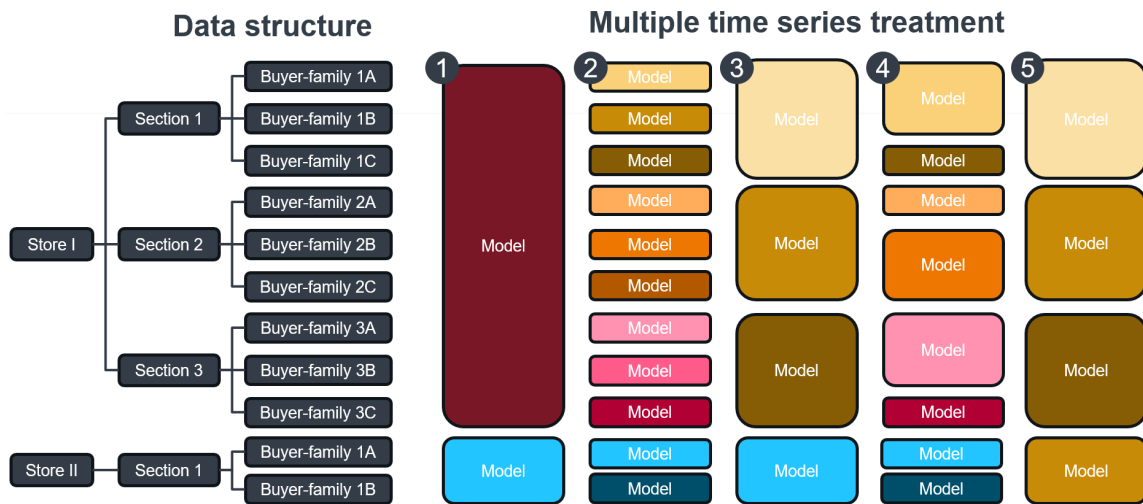 Data structure
Multiple time series treatment
1
2
3
4
5
Buyer-family 1A
Model
Model
Section 1
Buyer-family 1B
Model
Model
Model
Buyer-family 1C
Model
Model
Buyer-family 2A
Model
Model
Store I
Section 2
Buyer-family 2B
Model
Model
Model
Model
Model
Buyer-family 2C
Model
Buyer-family 3A
Model
Model
Section 3
Buyer-family 3B
Model
Model
Model
Buyer-family 3C
Model
Model
Buyer-family 1A
Model
Model
Store II
Section 1
Model
Model
Model
Buyer-family 1B
Model
Model